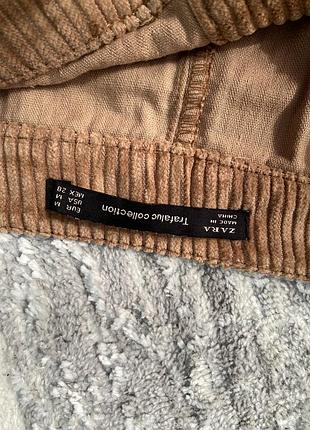 ZARA
MADE IN
CHINA
Trafaluc collection
EUR M
USA M
MEX 28